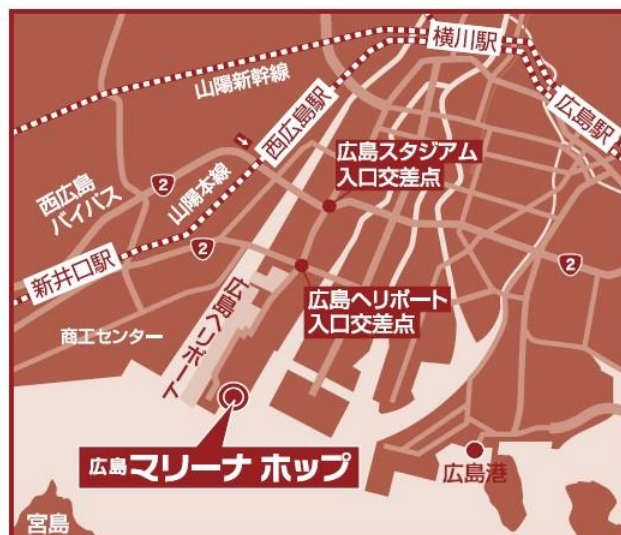 横川駅
山陽新幹線
西広島駅
広島駅
広島スタジアム
入口交差点
西広島
バイパス
2
山陽本線
2
2
新井口駅
広島ヘリポート
広島ヘリポート
入口交差点
商工センター
広島マリーナ ホップ
広島港
宮島